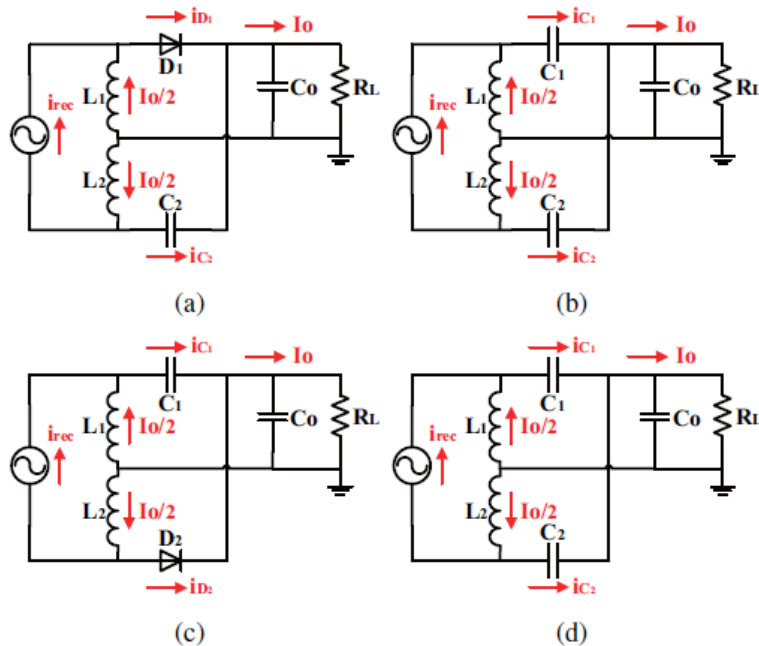 iD1 Io
D1
L1 Io/2 Co RL
irec
L2 Io/2
C2
iC2
(a)
iC1 Io
C1
L1 Io/2 Co RL
irec
L2 Io/2
C2
iC2
(b)
iC1 Io
C1
L1 Io/2 Co RL
irec
L2 Io/2
D2
iD2
(c)
iC1 Io
C1
L1 Io/2 Co RL
irec
L2 Io/2
C2
iC2
(d)